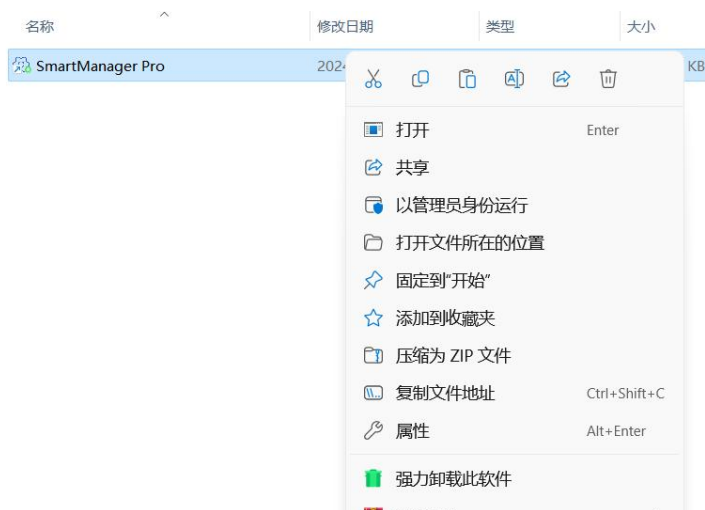 名称 修改日期 类型 大小
SmartManager Pro 2024 KB
打开 Enter
共享
以管理员身份运行
打开文件所在的位置
固定到"开始"
添加到收藏夹
压缩为 ZIP 文件
复制文件地址 Ctrl+Shift+C
属性 Alt+Enter
强力卸载此软件